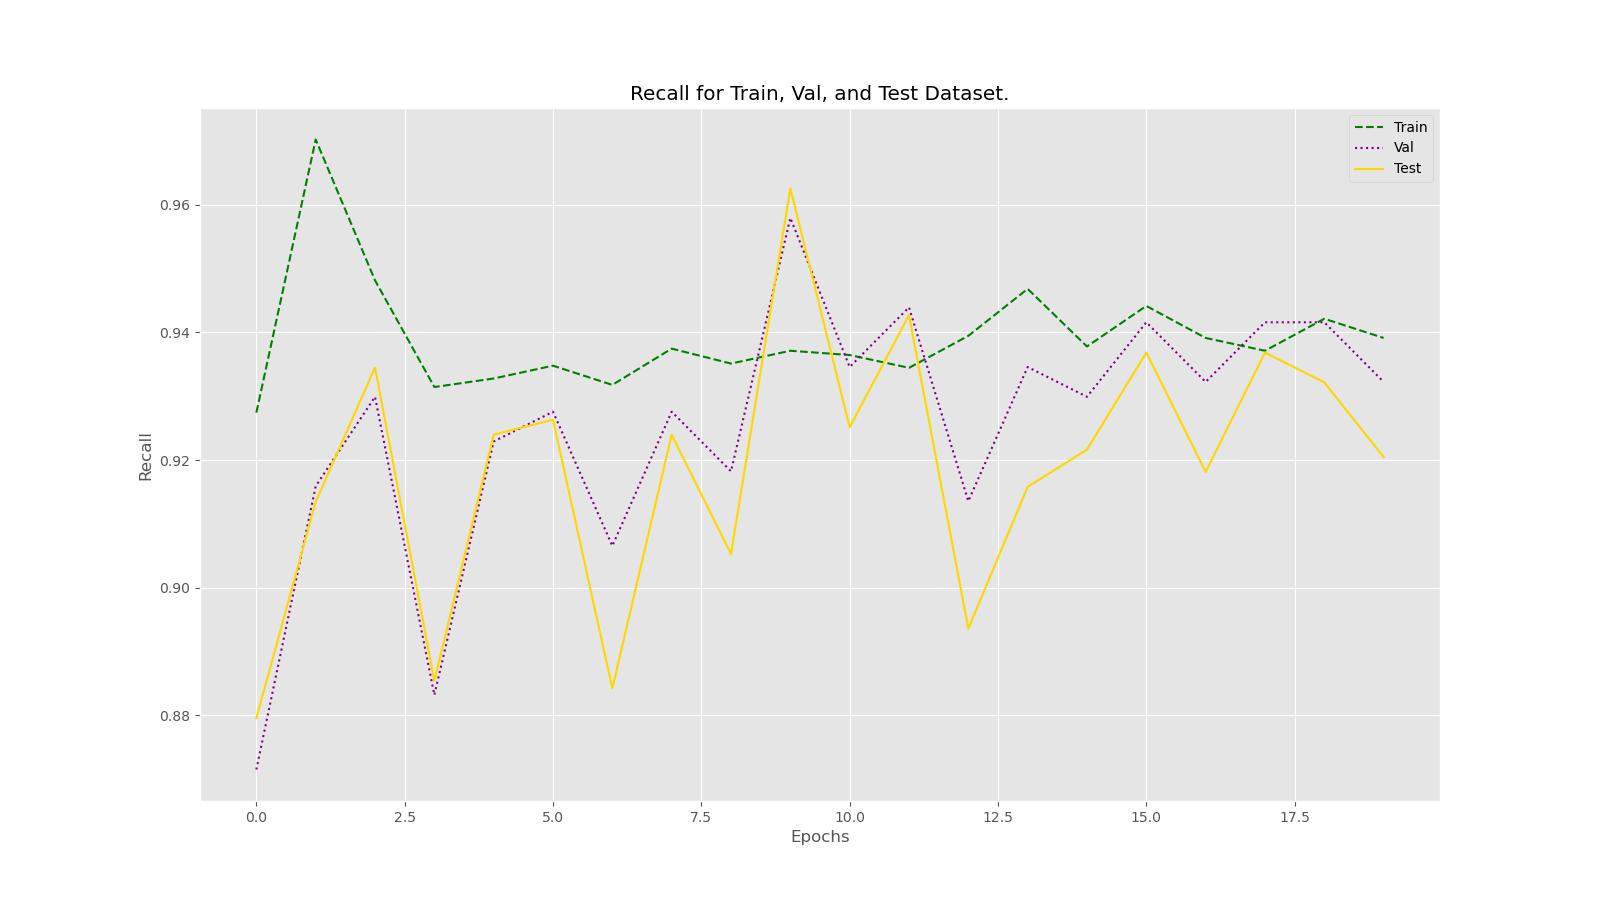 Recall for Train, Val, and Test Dataset.
Train
Val
Test
0.96
0.94
0.92
0.90
0.88
Recall
0.0 2.5 5.0 7.5 10.0 12.5 15.0 17.5
Epochs